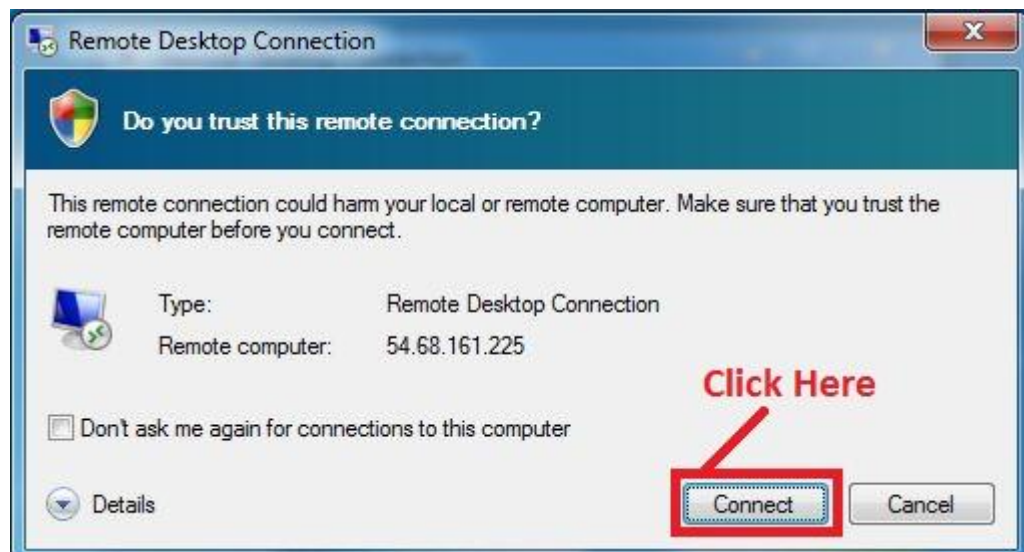 Remote Desktop Connection
Do you trust this remote connection?
This remote connection could harm your local or remote computer. Make sure that you trust the
remote computer before you connect.
Type: Remote Desktop Connection
Remote computer: 54.68.161.225
Click Here
Don't ask me again for connections to this computer
Details Connect Cancel